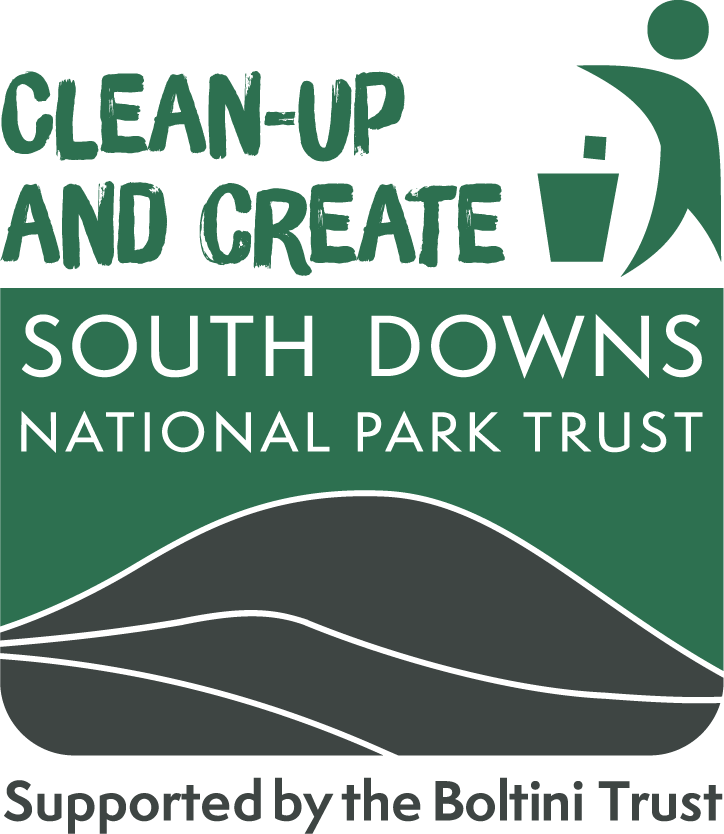 CLEAN-UP
AND CREATE
SOUTH DOWNS
NATIONAL PARK TRUST
Supported by the Boltini Trust